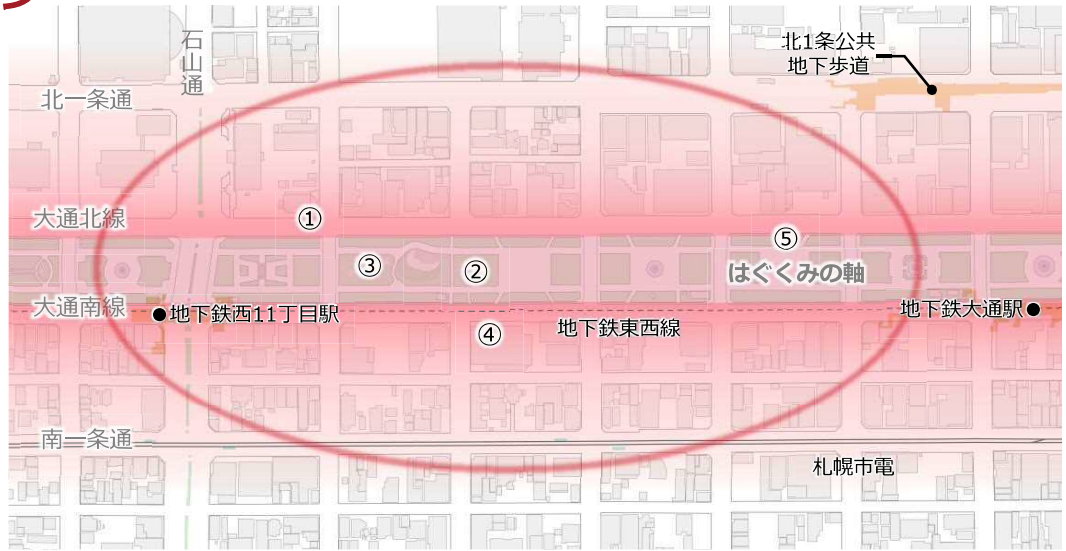 石山通
北1条公共
地下歩道
北一条通
大通北線
①
⑤
③
②
はぐくみの軸
大通南線
地下鉄西11丁目駅
地下鉄大通駅
④
地下鉄東西線
南一条通
札幌市電